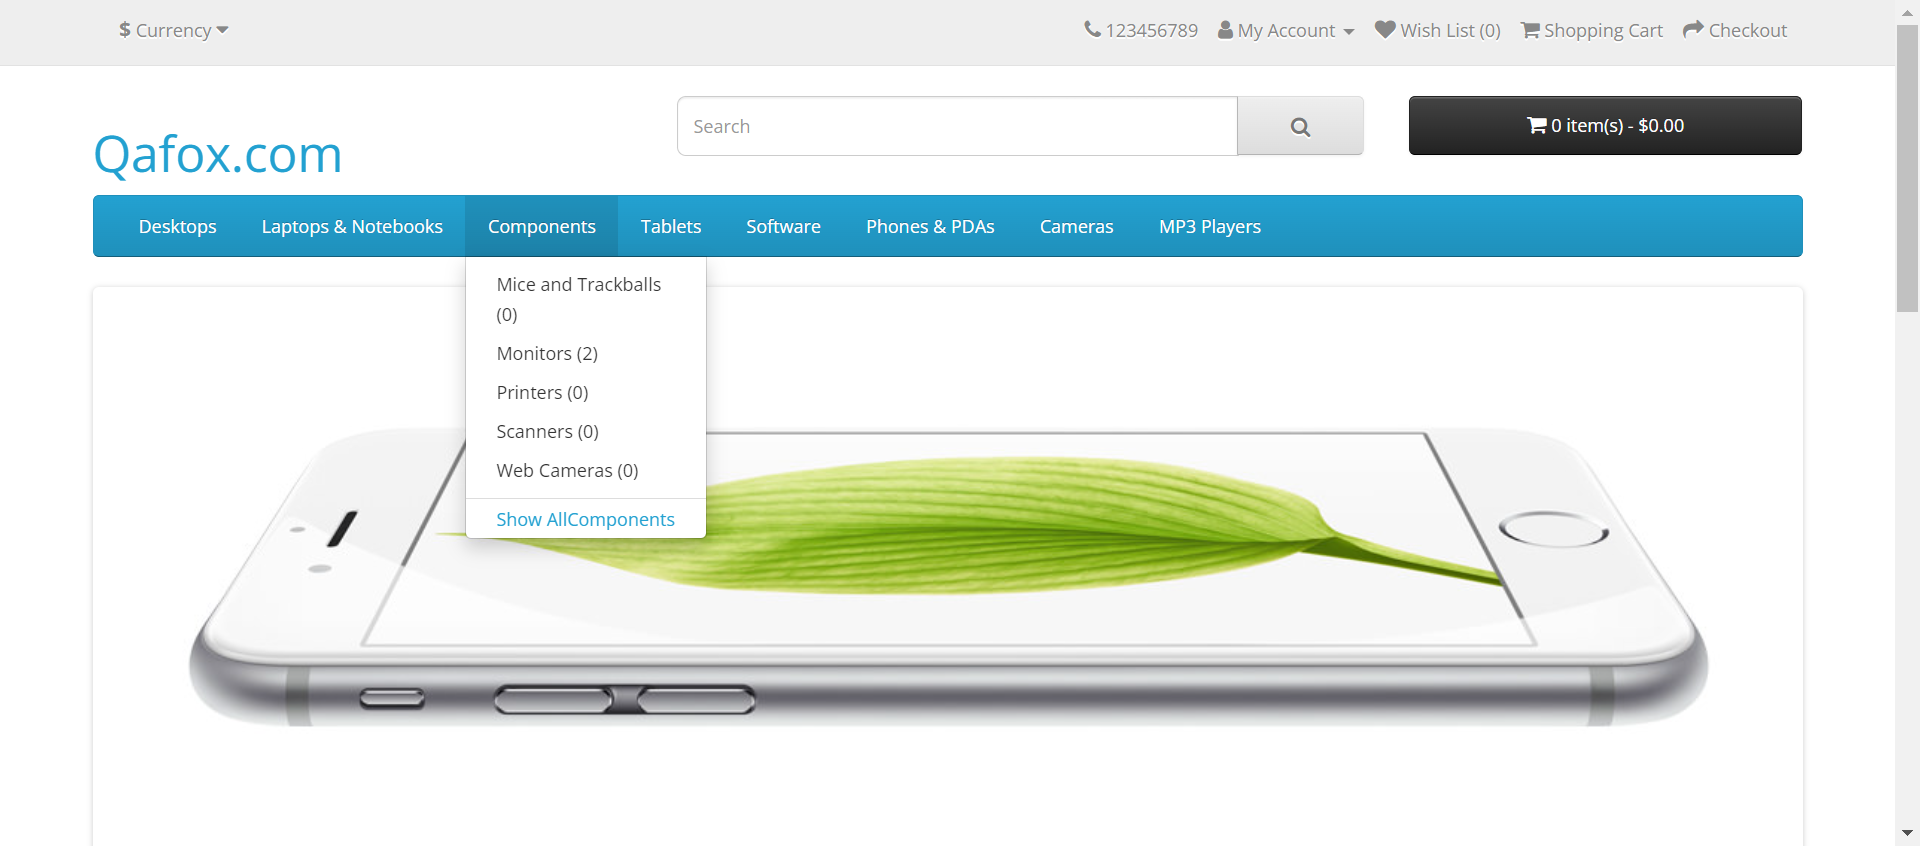 $ Currency
123456789 My Account Wish List (0) Shopping Cart Checkout
Search
0 item(s) - $0.00
Qafox.com
Desktops Laptops & Notebooks Components Tablets Software Phones & PDAs Cameras MP3 Players
Mice and Trackballs
(0)
Monitors (2)
Printers (0)
Scanners (0)
Web Cameras (0)
Show AllComponents